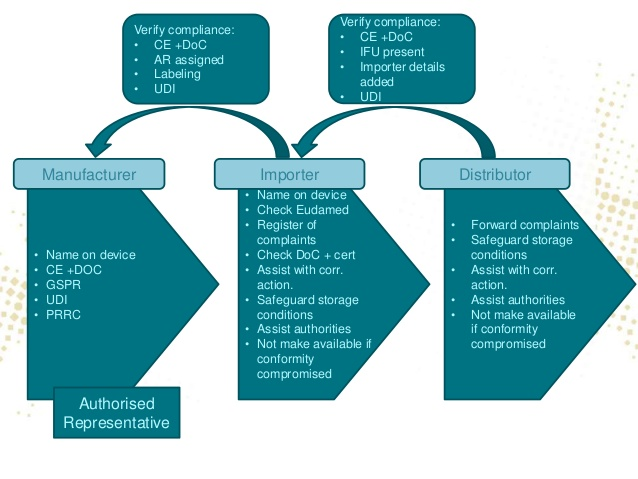 Verify compliance:
• CE +DoC
• AR assigned
• Labeling
• UDI
Verify compliance:
• CE +DoC
• IFU present
• Importer details
added
• UDI
Manufacturer
Importer
Distributor
• Name on device
• CE +DOC
• GSPR
• UDI
• PRRC
• Name on device
• Check Eudamed
• Register of
complaints
• Check DoC + cert
• Assist with corr.
action.
• Safeguard storage
conditions
• Assist authorities
• Not make available if
conformity
compromised
• Forward complaints
• Safeguard storage
conditions
• Assist with corr.
action.
• Assist authorities
• Not make available
if conformity
compromised
Authorised
Representative